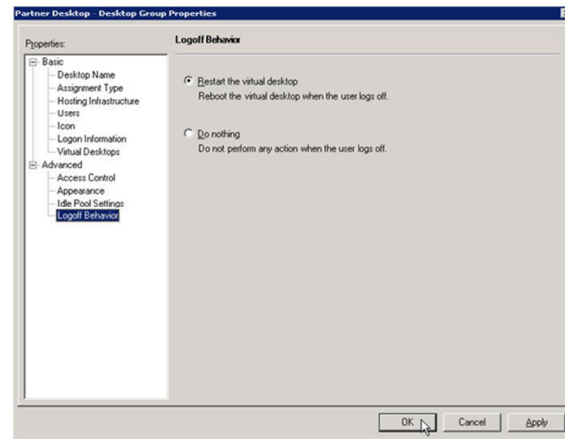 Partner Desktop - Desktop Group Properties
Properties:
Basic
Desktop Name
Assignment Type
Hosting Infrastructure
Users
Icon
Logon Information
Virtual Desktops
Advanced
Access Control
Appearance
Idle Pool Settings
Logoff Behavior
Logoff Behavior
Restart the virtual desktop
Reboot the virtual desktop when the user logs off.
Do nothing
Do not perform any action when the user logs off.
OK Cancel Apply